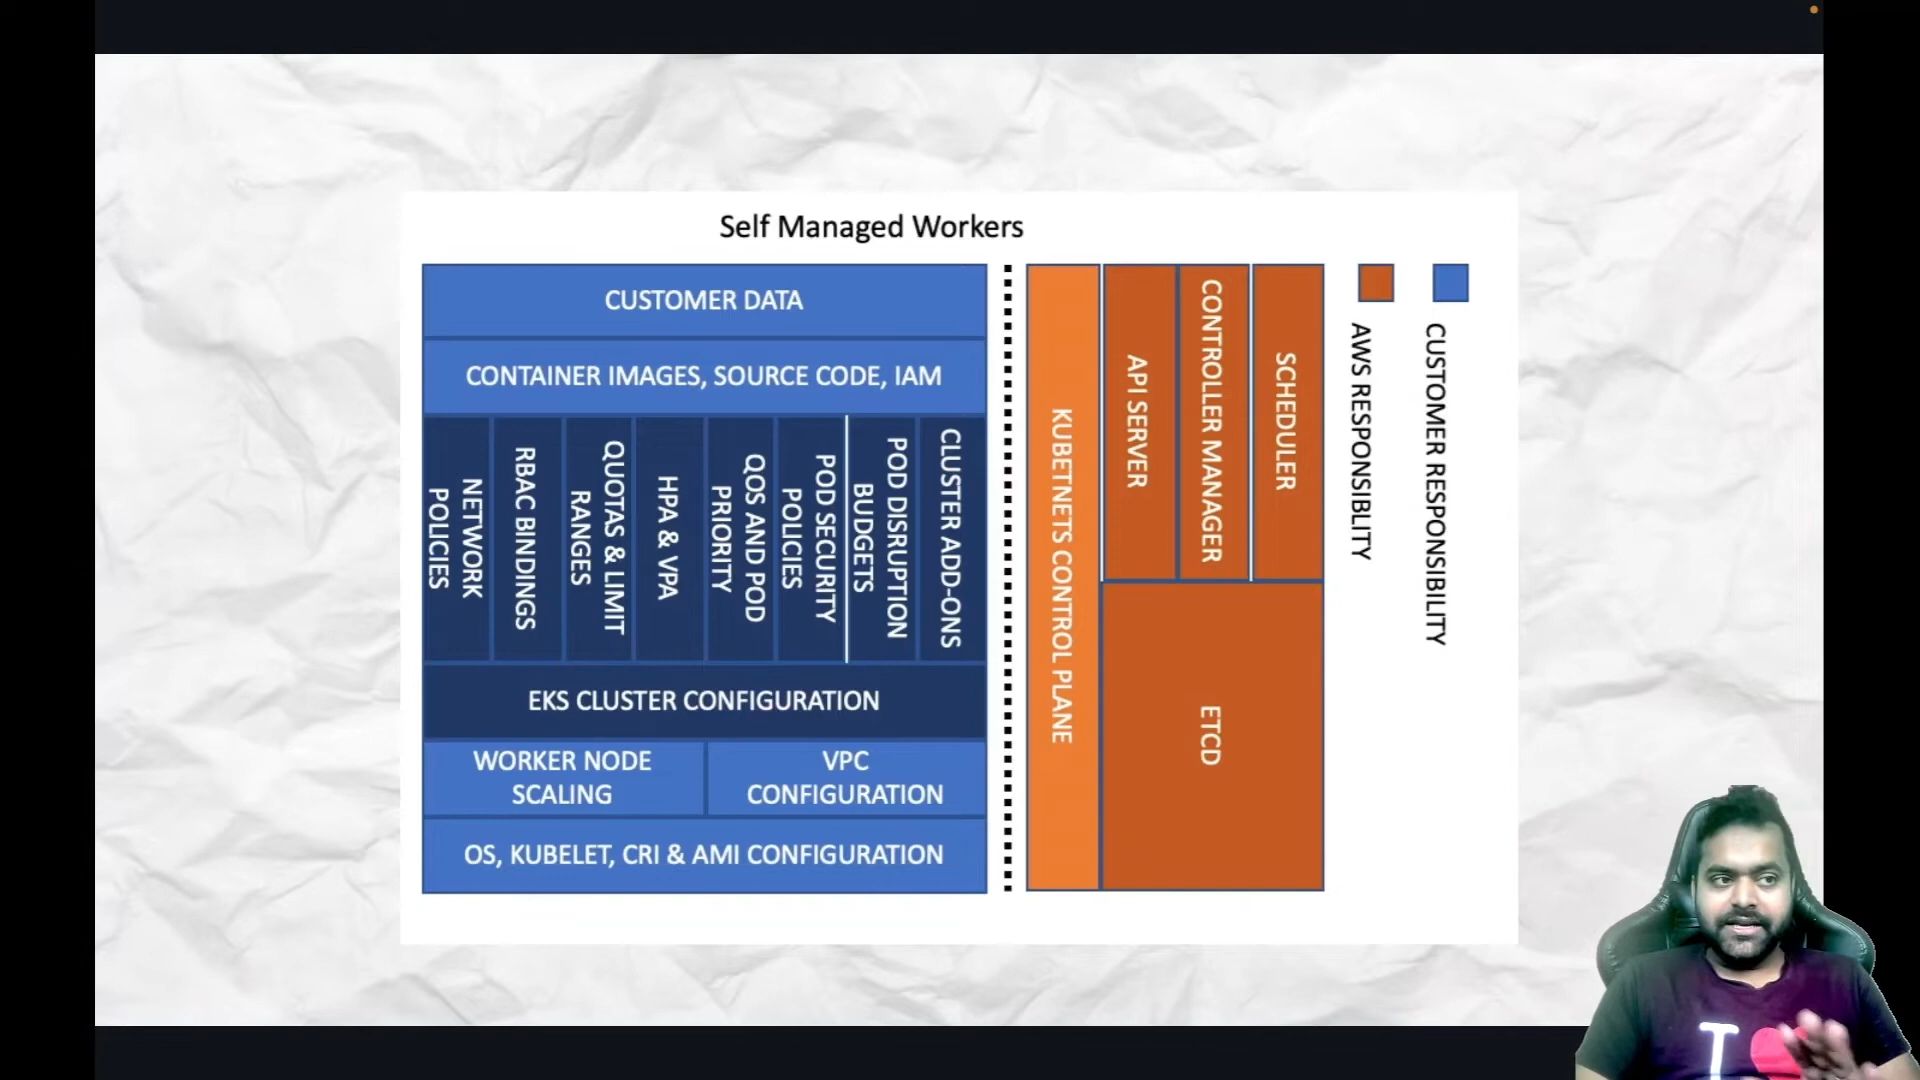 Self Managed Workers
CUSTOMER DATA
CONTAINER IMAGES, SOURCE CODE, IAM
NETWORK
POLICIES
RBAC BINDINGS
QUOTAS & LIMIT
RANGES
HPA & VPA
QOS AND POD
PRIORITY
POD SECURITY
POLICIES
POD DISRUPTION
BUDGETS
CLUSTER ADD-ONS
EKS CLUSTER CONFIGURATION
WORKER NODE
SCALING
VPC
CONFIGURATION
OS, KUBELET, CRI & AMI CONFIGURATION
KUBETNETS CONTROL PLANE
API SERVER
CONTROLLER MANAGER
SCHEDULER
ETCD
AWS RESPONSIBLITY
CUSTOMER RESPONSIBILITY
I